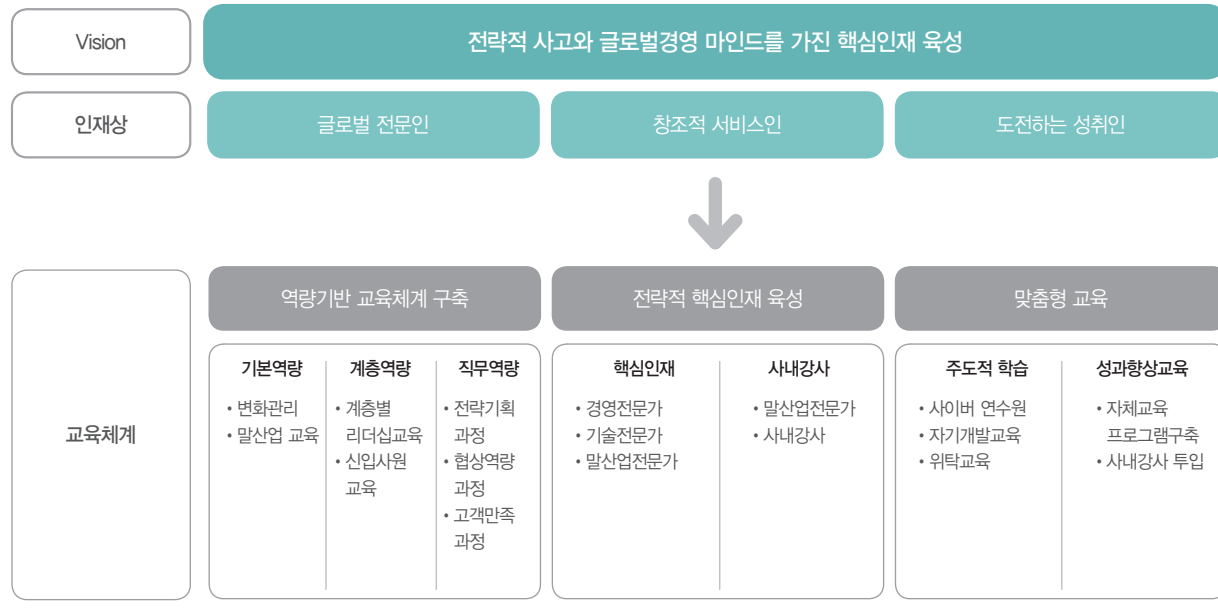 Vision
전략적 사고와 글로벌경영 마인드를 가진 핵심인재 육성
인재상
글로벌 전문인
창조적 서비스인
도전하는 성취인
교육체계
역량기반 교육체계 구축
기본역량
• 변화관리
• 말산업 교육
계층역량
• 계층별
리더십교육
• 신입사원
교육
직무역량
• 전략기획
과정
• 협상역량
과정
• 고객만족
과정
전략적 핵심인재 육성
핵심인재
• 경영전문가
• 기술전문가
• 말산업전문가
사내강사
• 말산업전문가
• 사내강사
맞춤형 교육
주도적 학습
• 사이버 연수원
• 자기개발교육
• 위탁교육
성과향상교육
• 자체교육
프로그램구축
• 사내강사 투입